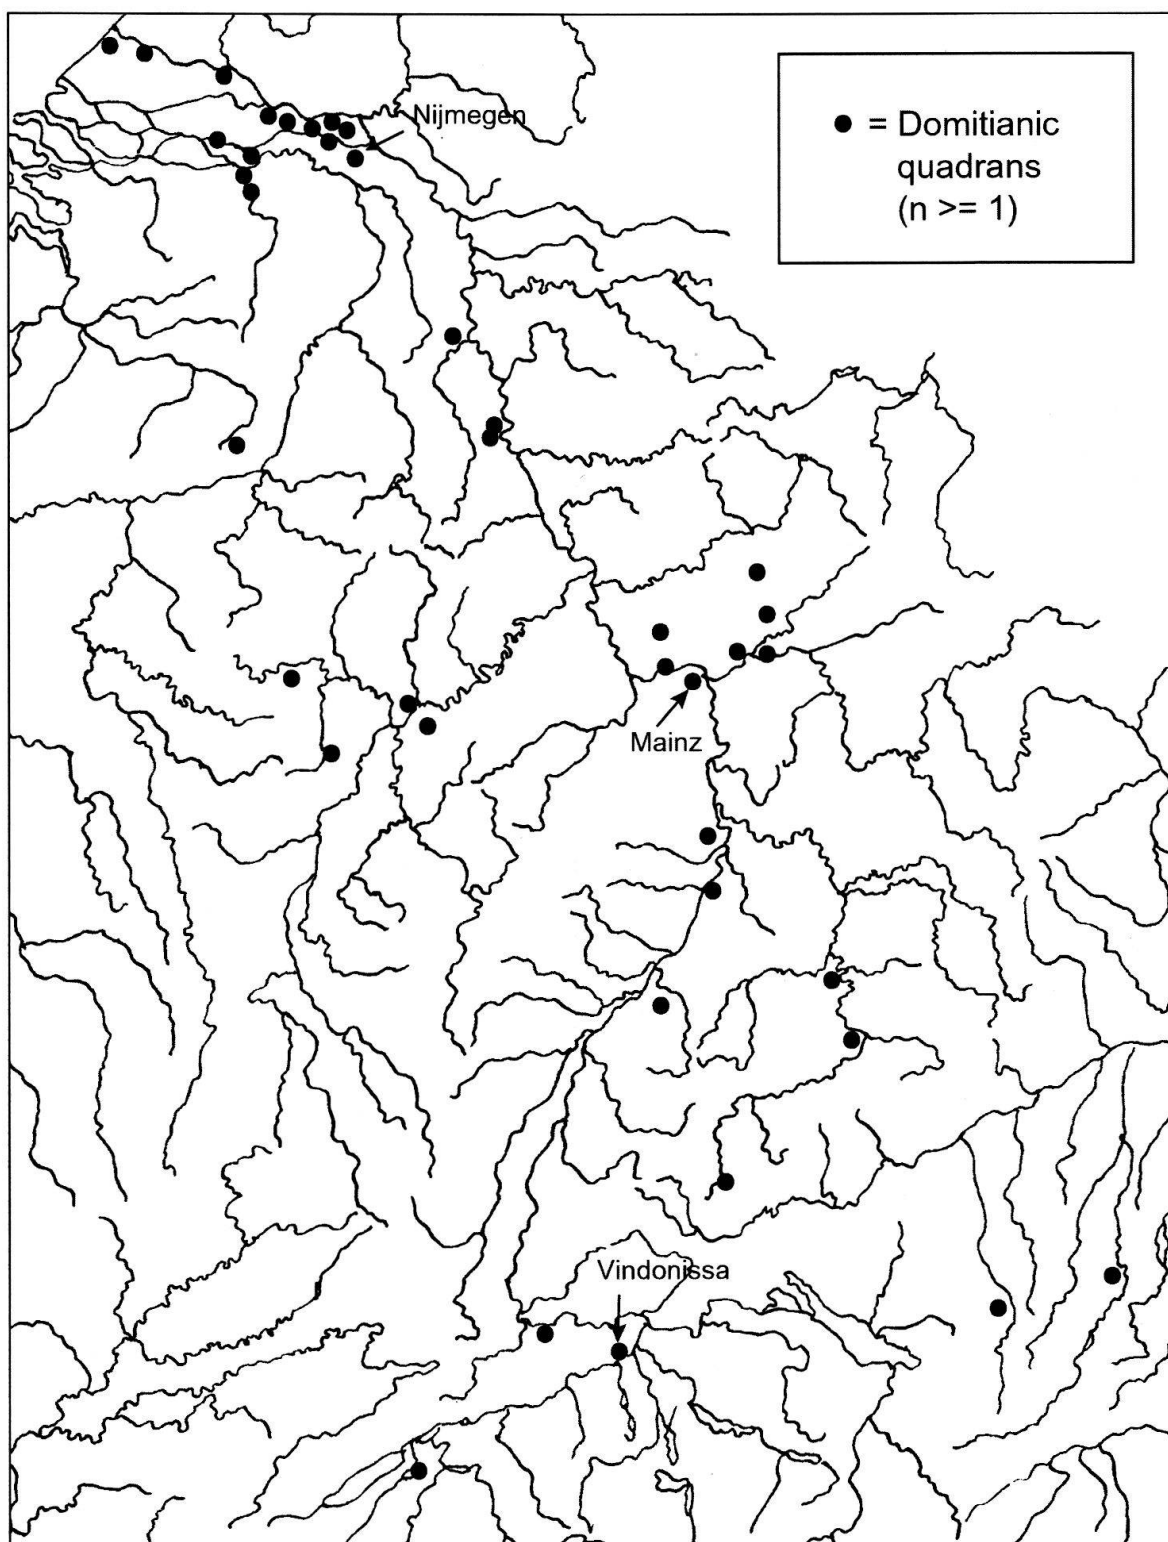 Nijmegen
● = Domitianic
quadrans
(n >= 1)
Mainz
Vindonissa